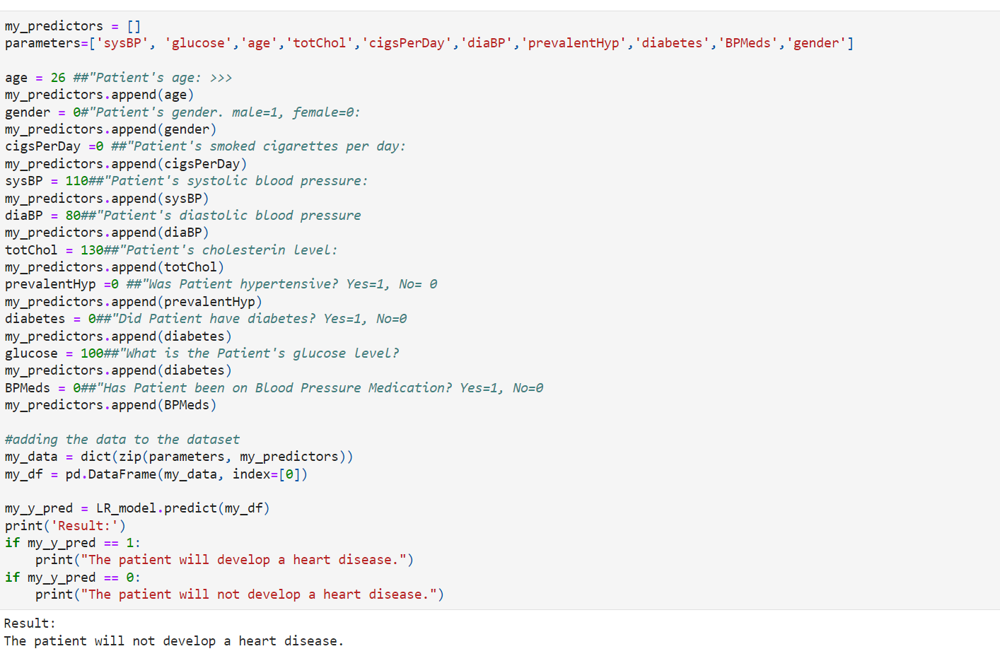 my_predictors = []
parameters=['sysBP', 'glucose','age','totChol','cigsPerDay','diaBP','prevalentHyp','diabetes','BPMeds','gender']
age = 26 ##"Patient's age: >>>
my_predictors.append(age)
gender = 0#"Patient's gender. male=1, female=0:
my_predictors.append(gender)
cigsPerDay =0 ##"Patient's smoked cigarettes per day:
my_predictors.append(cigsPerDay)
sysBP = 110##"Patient's systolic blood pressure:
my_predictors.append(sysBP)
diaBP = 80##"Patient's diastolic blood pressure
my_predictors.append(diaBP)
totChol = 130##"Patient's cholesterin level:
my_predictors.append(totChol)
prevalentHyp =0 ##"Was Patient hypertensive? Yes=1, No= 0
my_predictors.append(prevalentHyp)
diabetes = 0##"Did Patient have diabetes? Yes=1, No=0
my_predictors.append(diabetes)
glucose = 100##"What is the Patient's glucose level?
my_predictors.append(diabetes)
BPMeds = 0##"Has Patient been on Blood Pressure Medication? Yes=1, No=0
my_predictors.append(BPMeds)
#adding the data to the dataset
my_data = dict(zip(parameters, my_predictors))
my_df = pd.DataFrame(my_data, index=[0])
my_y_pred = LR_model.predict(my_df)
print('Result:')
if my_y_pred == 1:
    print("The patient will develop a heart disease.")
if my_y_pred == 0:
    print("The patient will not develop a heart disease.")
Result:
The patient will not develop a heart disease.